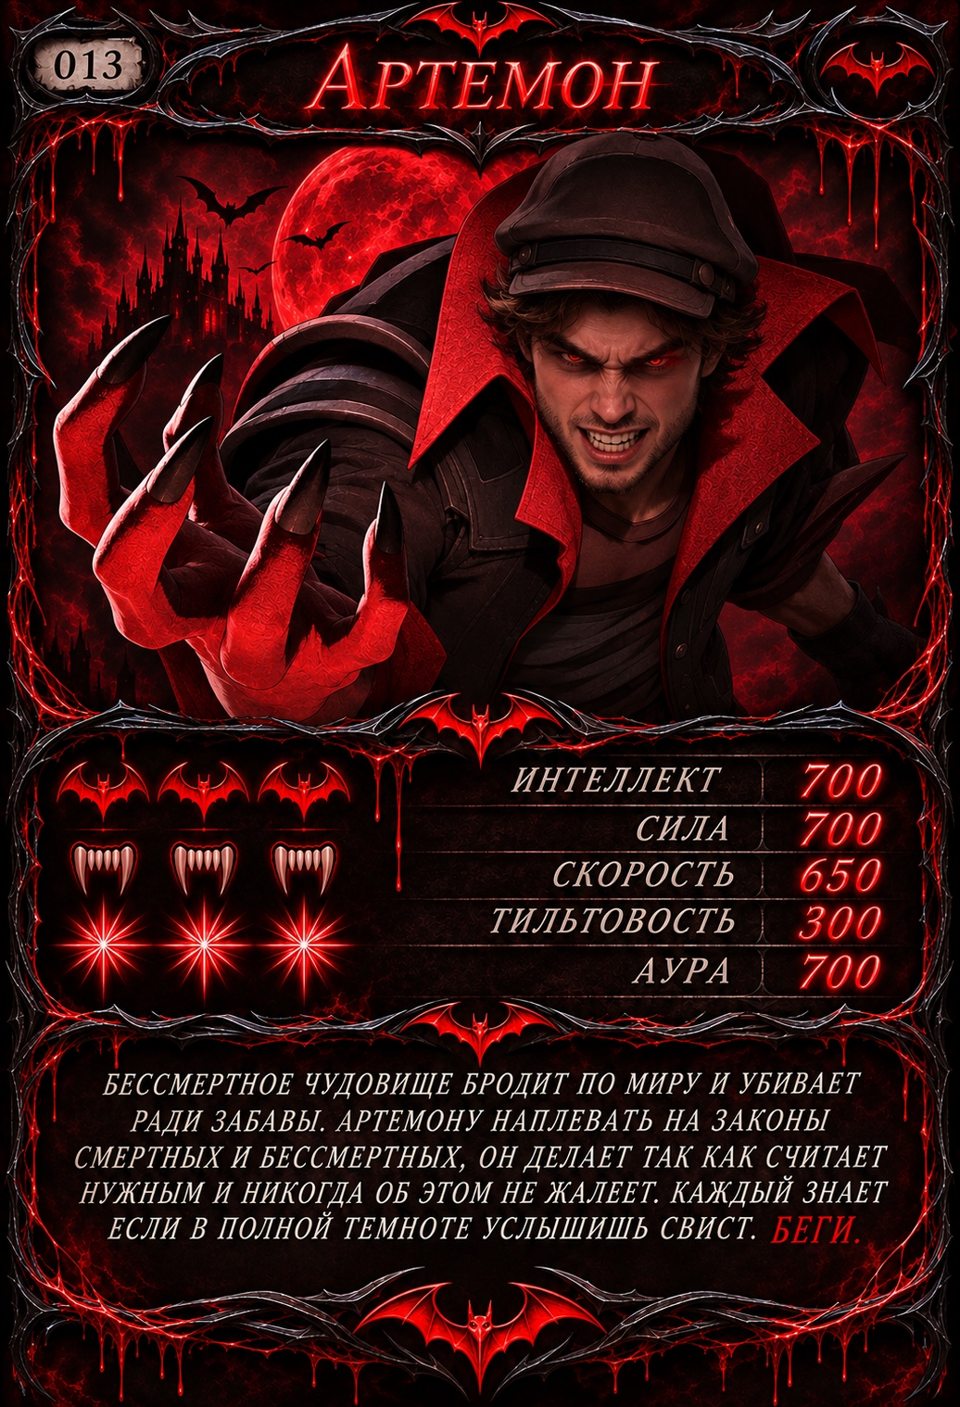 013
АРТЕМОН
ИНТЕЛЛЕКТ 700
СИЛА 700
СКОРОСТЬ 650
ТИЛЬТОВОСТЬ 300
АУРА 700
БЕССМЕРТНОЕ ЧУДОВИЩЕ БРОДИТ ПО МИРУ И УБИВАЕТ
РАДИ ЗАБАВЫ. АРТЕМОНУ НАПЛЕВАТЬ НА ЗАКОНЫ
СМЕРТНЫХ И БЕССМЕРТНЫХ, ОН ДЕЛАЕТ ТАК КАК СЧИТАЕТ
НУЖНЫМ И НИКОГДА ОБ ЭТОМ НЕ ЖАЛЕЕТ. КАЖДЫЙ ЗНАЕТ
ЕСЛИ В ПОЛНОЙ ТЕМНОТЕ УСЛЫШИШЬ СВИСТ. БЕГИ.